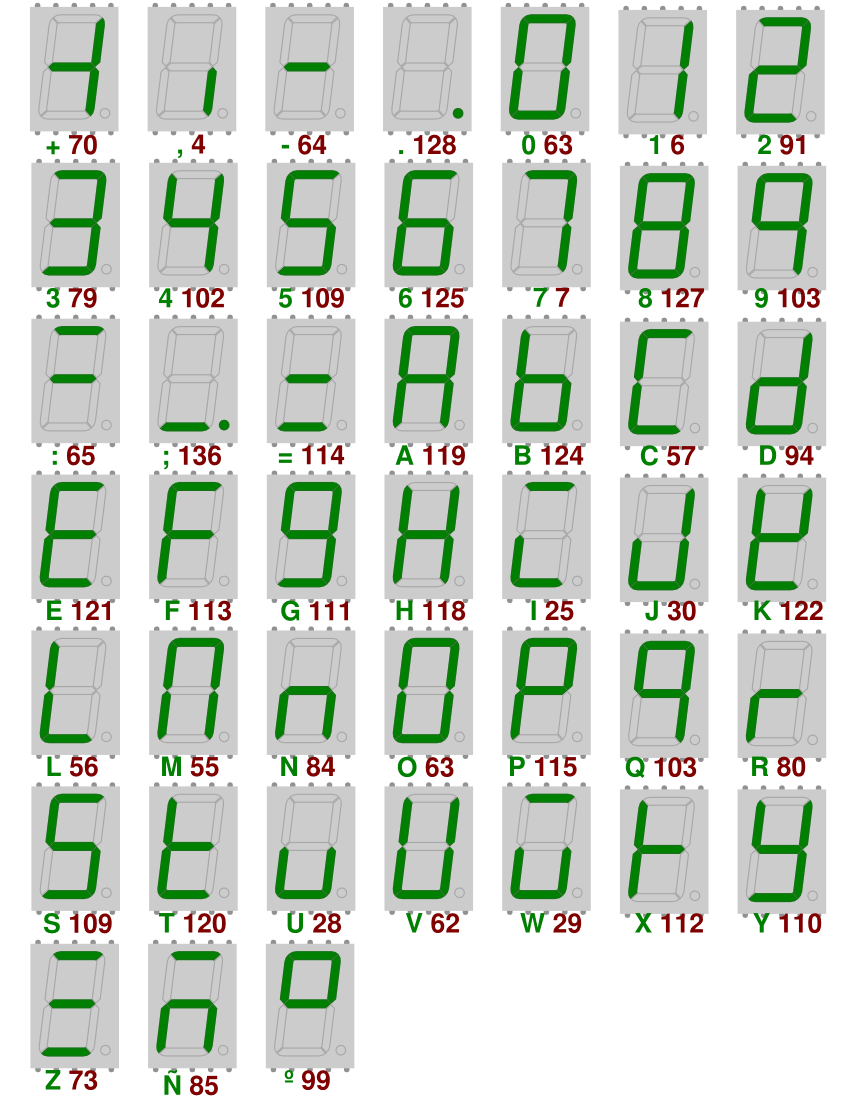 + 70 , 4 - 64 . 128 0 63 1 6 2 91
3 79 4 102 5 109 6 125 7 7 8 127 9 103
: 65 ; 136 = 114 A 119 B 124 C 57 D 94
E 121 F 113 G 111 H 118 I 25 J 30 K 122
L 56 M 55 N 84 O 63 P 115 Q 103 R 80
S 109 T 120 U 28 V 62 W 29 X 112 Y 110
Z 73 Ñ 85 º 99